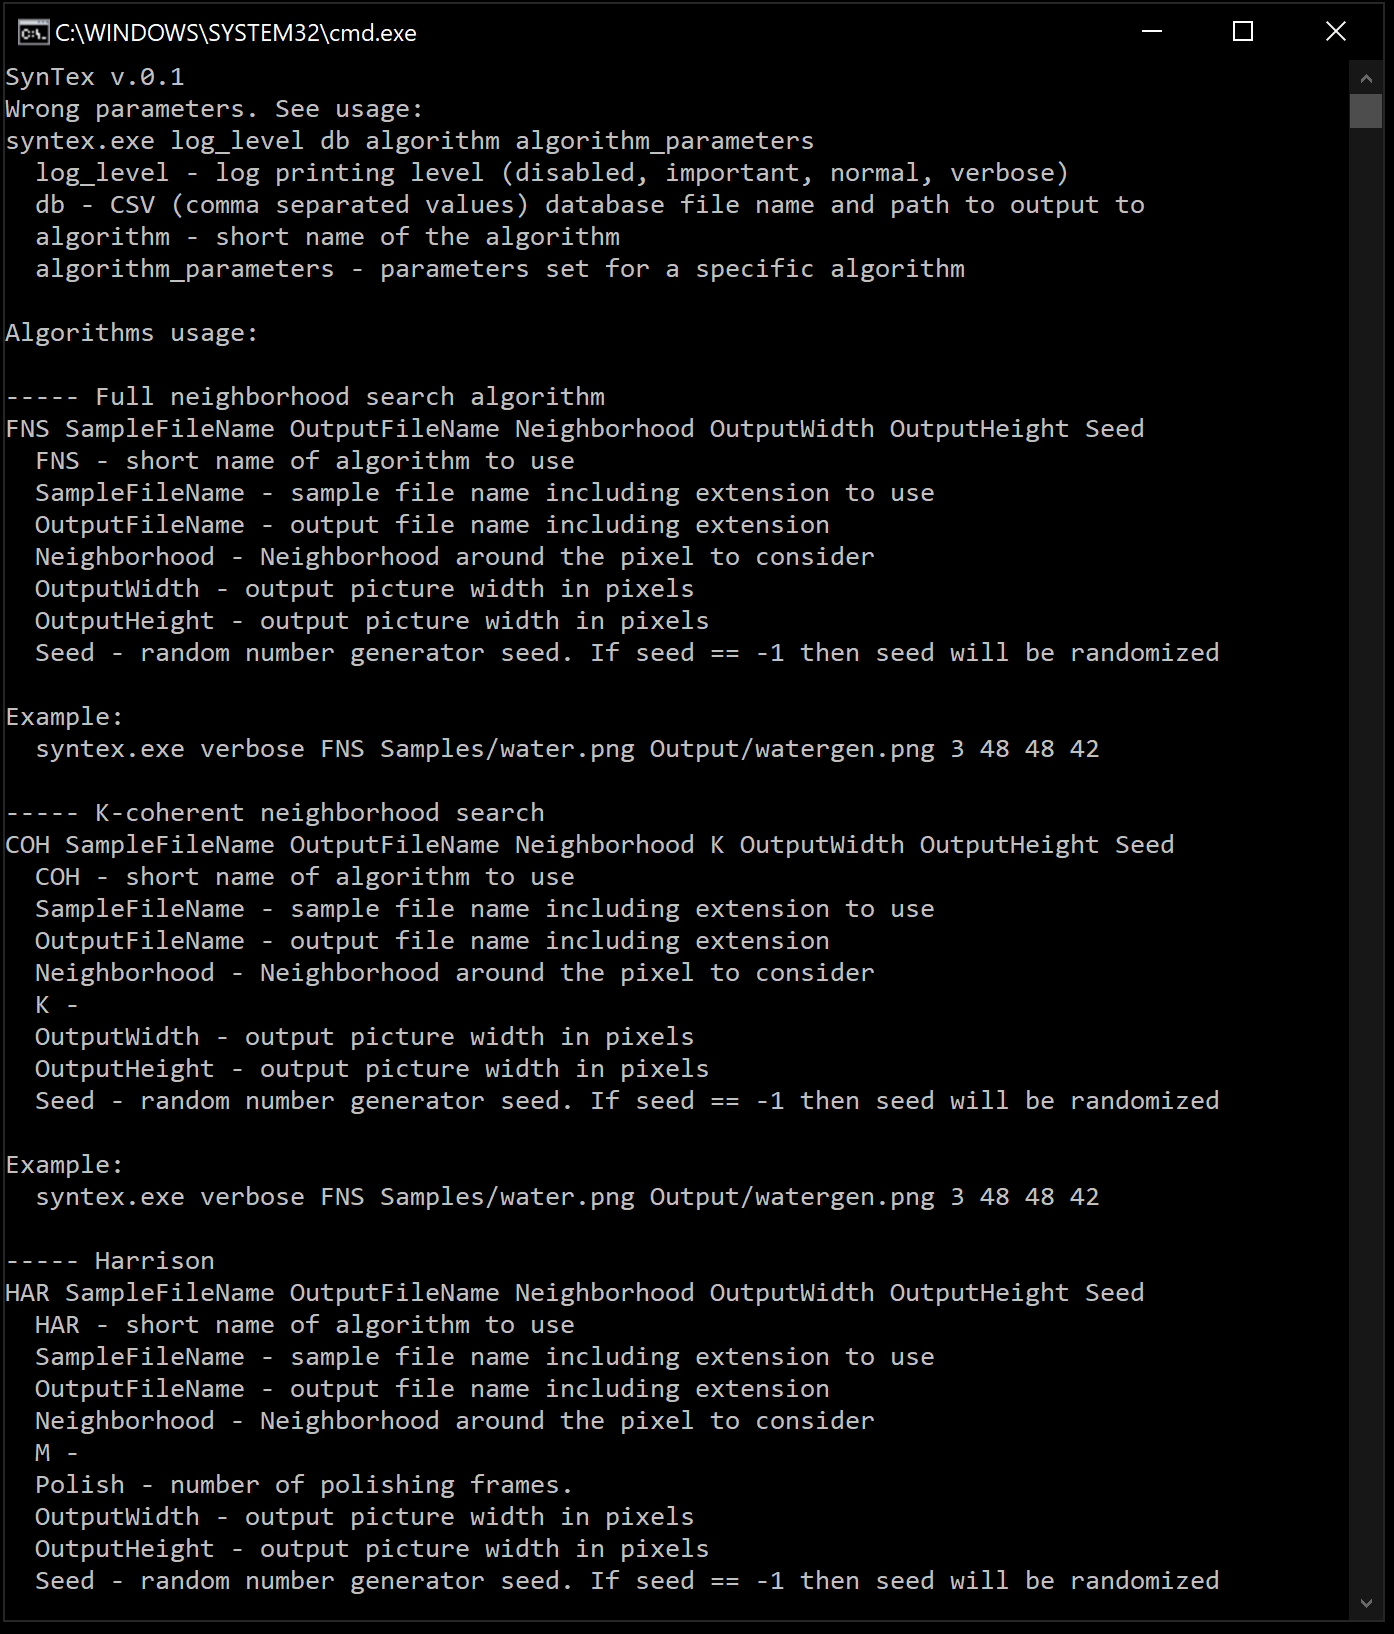 C:\WINDOWS\SYSTEM32\cmd.exe
SynTex v.0.1
Wrong parameters. See usage:
syntex.exe log_level db algorithm algorithm_parameters
  log_level - log printing level (disabled, important, normal, verbose)
  db - CSV (comma separated values) database file name and path to output to
  algorithm - short name of the algorithm
  algorithm_parameters - parameters set for a specific algorithm

Algorithms usage:

----- Full neighborhood search algorithm
FNS SampleFileName OutputFileName Neighborhood OutputWidth OutputHeight Seed
  FNS - short name of algorithm to use
  SampleFileName - sample file name including extension to use
  OutputFileName - output file name including extension
  Neighborhood - Neighborhood around the pixel to consider
  OutputWidth - output picture width in pixels
  OutputHeight - output picture width in pixels
  Seed - random number generator seed. If seed == -1 then seed will be randomized

Example:
  syntex.exe verbose FNS Samples/water.png Output/watergen.png 3 48 48 42

----- K-coherent neighborhood search
COH SampleFileName OutputFileName Neighborhood K OutputWidth OutputHeight Seed
  COH - short name of algorithm to use
  SampleFileName - sample file name including extension to use
  OutputFileName - output file name including extension
  Neighborhood - Neighborhood around the pixel to consider
  K -
  OutputWidth - output picture width in pixels
  OutputHeight - output picture width in pixels
  Seed - random number generator seed. If seed == -1 then seed will be randomized

Example:
  syntex.exe verbose FNS Samples/water.png Output/watergen.png 3 48 48 42

----- Harrison
HAR SampleFileName OutputFileName Neighborhood OutputWidth OutputHeight Seed
  HAR - short name of algorithm to use
  SampleFileName - sample file name including extension to use
  OutputFileName - output file name including extension
  Neighborhood - Neighborhood around the pixel to consider
  M -
  Polish - number of polishing frames.
  OutputWidth - output picture width in pixels
  OutputHeight - output picture width in pixels
  Seed - random number generator seed. If seed == -1 then seed will be randomized